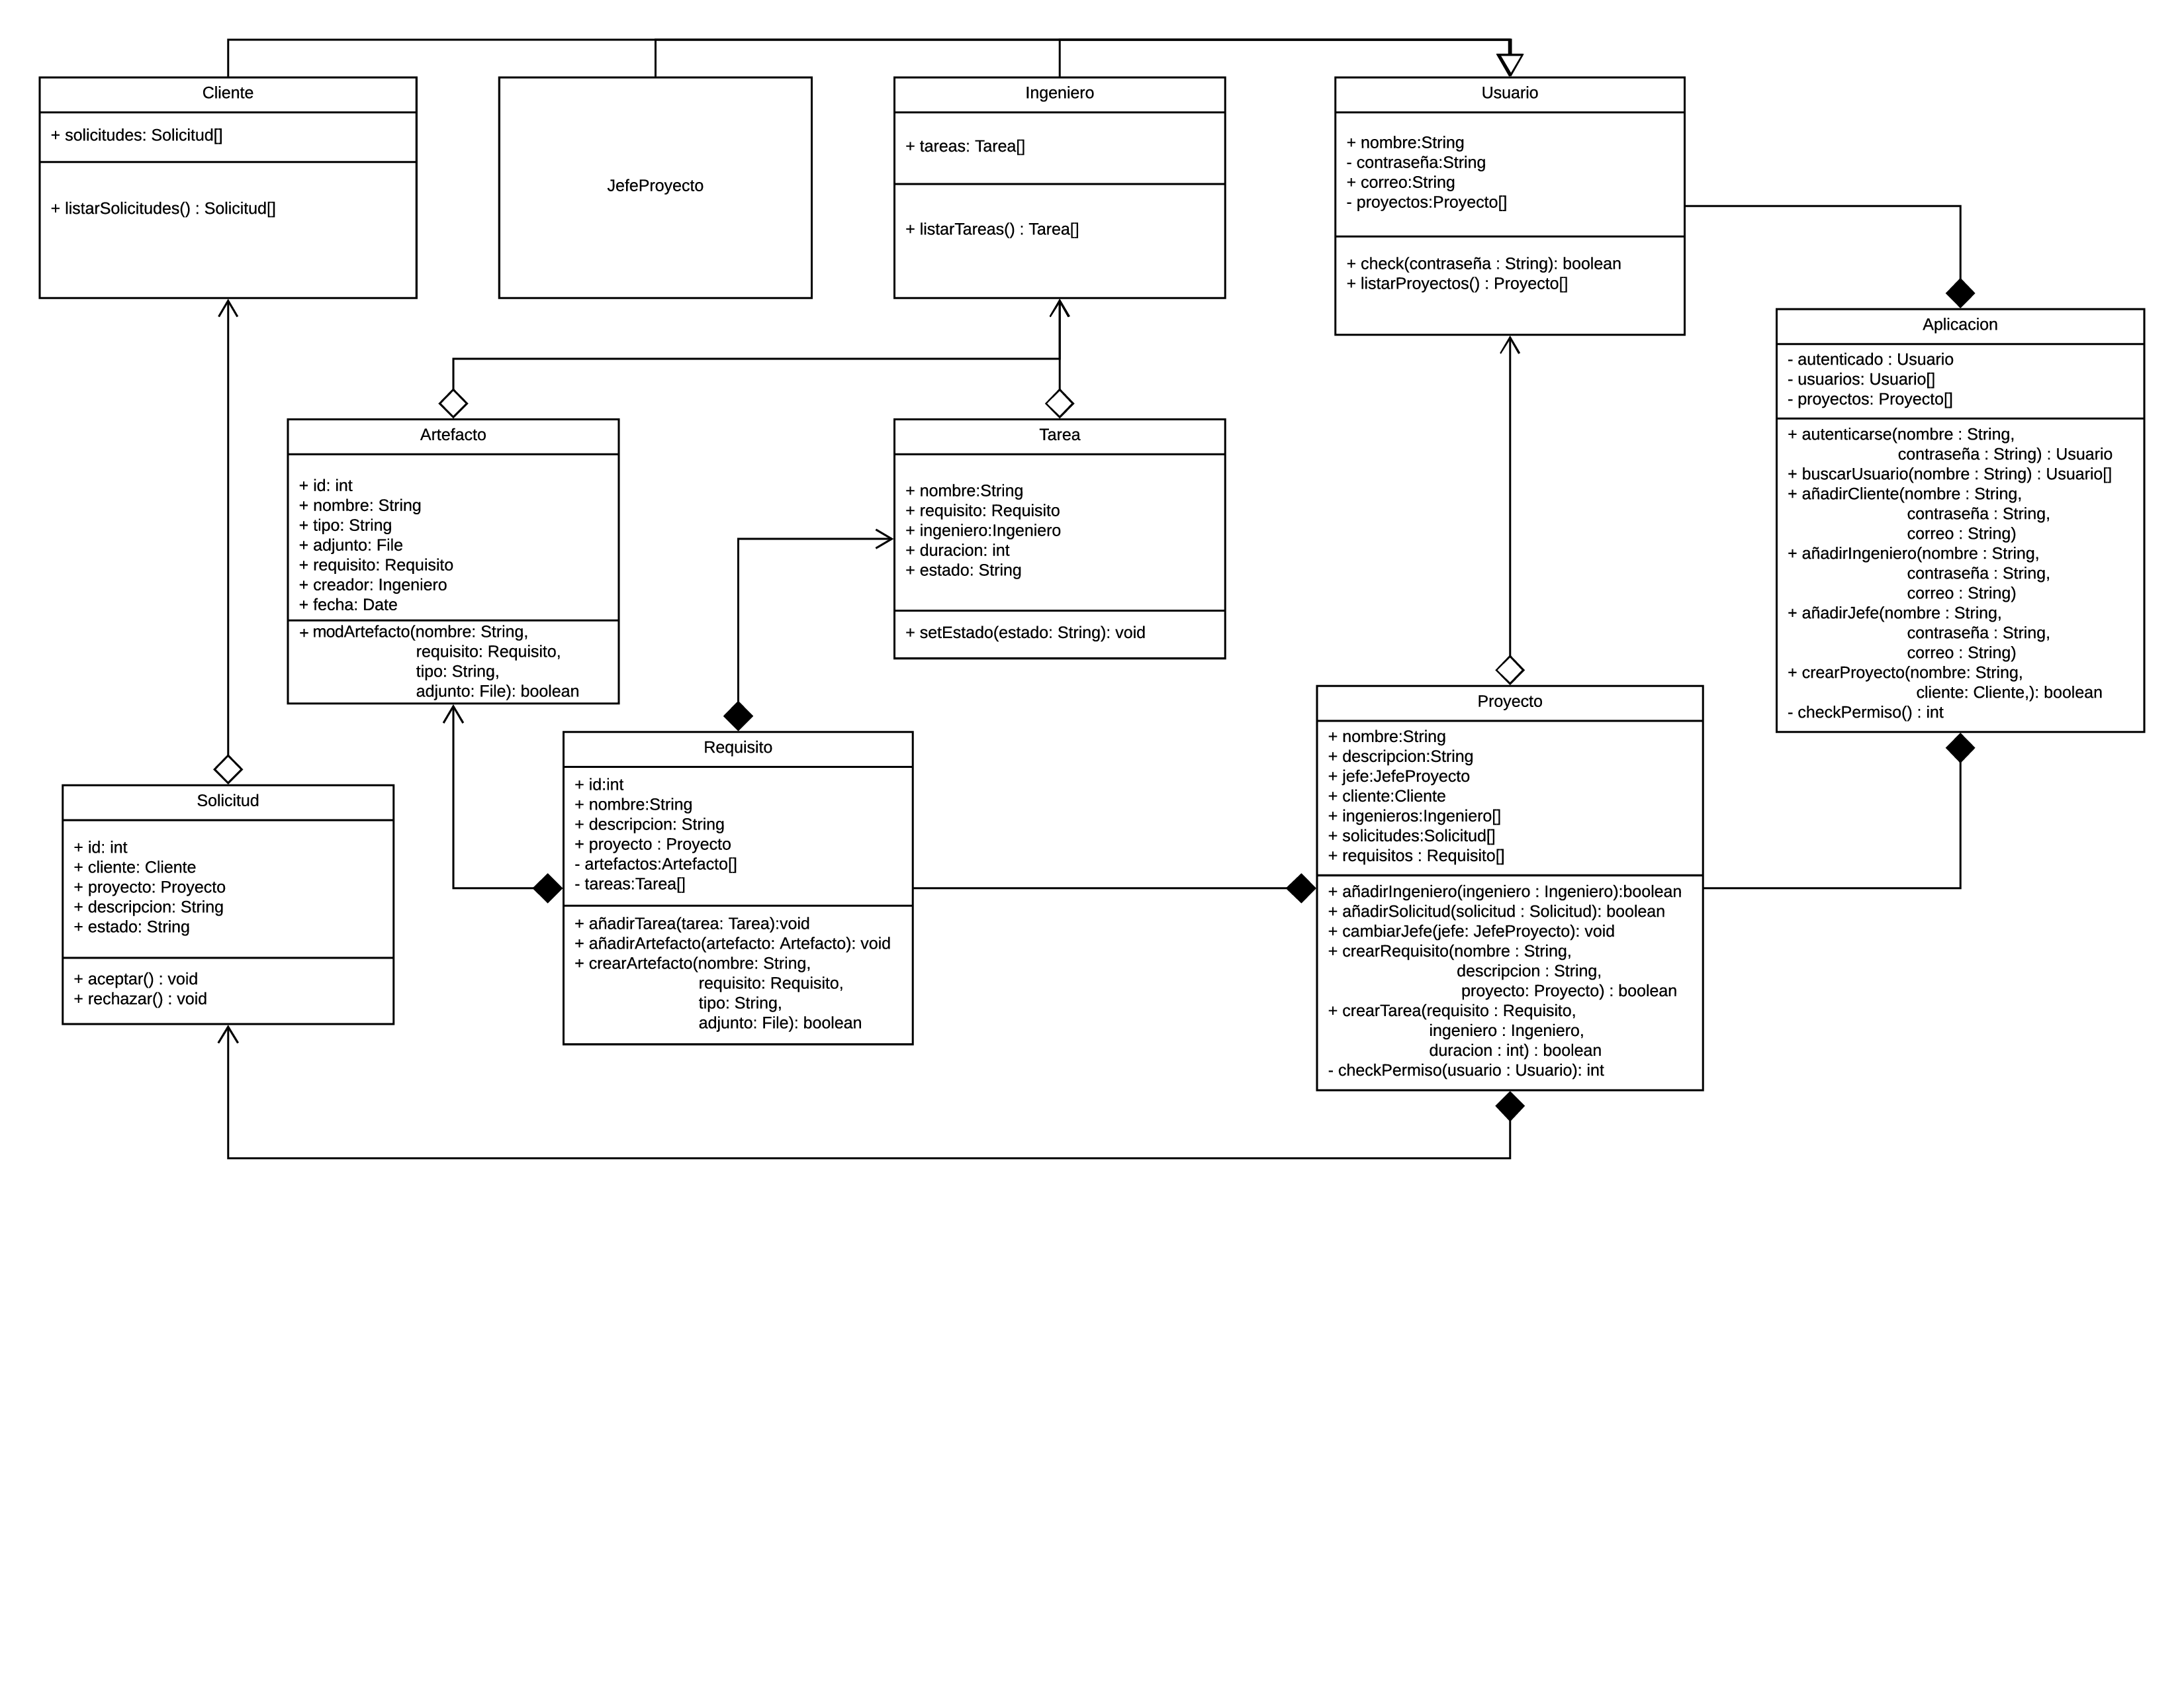 Cliente
+ solicitudes: Solicitud[]
+ listarSolicitudes() : Solicitud[]
JefeProyecto
Ingeniero
+ tareas: Tarea[]
+ listarTareas() : Tarea[]
Usuario
+ nombre:String
- contraseña:String
+ correo:String
- proyectos:Proyecto[]
+ check(contraseña : String): boolean
+ listarProyectos() : Proyecto[]
Aplicacion
- autenticado : Usuario
- usuarios: Usuario[]
- proyectos: Proyecto[]
+ autenticarse(nombre : String,
contraseña : String) : Usuario
+ buscarUsuario(nombre : String) : Usuario[]
+ añadirCliente(nombre : String,
contraseña : String,
correo : String)
+ añadirIngeniero(nombre : String,
contraseña : String,
correo : String)
+ añadirJefe(nombre : String,
contraseña : String,
correo : String)
+ crearProyecto(nombre: String,
cliente: Cliente,): boolean
- checkPermiso() : int
Artefacto
+ id: int
+ nombre: String
+ tipo: String
+ adjunto: File
+ requisito: Requisito
+ creador: Ingeniero
+ fecha: Date
+ modArtefacto(nombre: String,
requisito: Requisito,
tipo: String,
adjunto: File): boolean
Tarea
+ nombre:String
+ requisito: Requisito
+ ingeniero:Ingeniero
+ duracion: int
+ estado: String
+ setEstado(estado: String): void
Solicitud
+ id: int
+ cliente: Cliente
+ proyecto: Proyecto
+ descripcion: String
+ estado: String
+ aceptar() : void
+ rechazar() : void
Requisito
+ id:int
+ nombre:String
+ descripcion: String
+ proyecto : Proyecto
- artefactos:Artefacto[]
- tareas:Tarea[]
+ añadirTarea(tarea: Tarea):void
+ añadirArtefacto(artefacto: Artefacto): void
+ crearArtefacto(nombre: String,
requisito: Requisito,
tipo: String,
adjunto: File): boolean
Proyecto
+ nombre:String
+ descripcion:String
+ jefe:JefeProyecto
+ cliente:Cliente
+ ingenieros:Ingeniero[]
+ solicitudes:Solicitud[]
+ requisitos : Requisito[]
+ añadirIngeniero(ingeniero : Ingeniero):boolean
+ añadirSolicitud(solicitud : Solicitud): boolean
+ cambiarJefe(jefe: JefeProyecto): void
+ crearRequisito(nombre : String,
descripcion : String,
proyecto: Proyecto) : boolean
+ crearTarea(requisito : Requisito,
ingeniero : Ingeniero,
duracion : int) : boolean
- checkPermiso(usuario : Usuario): int